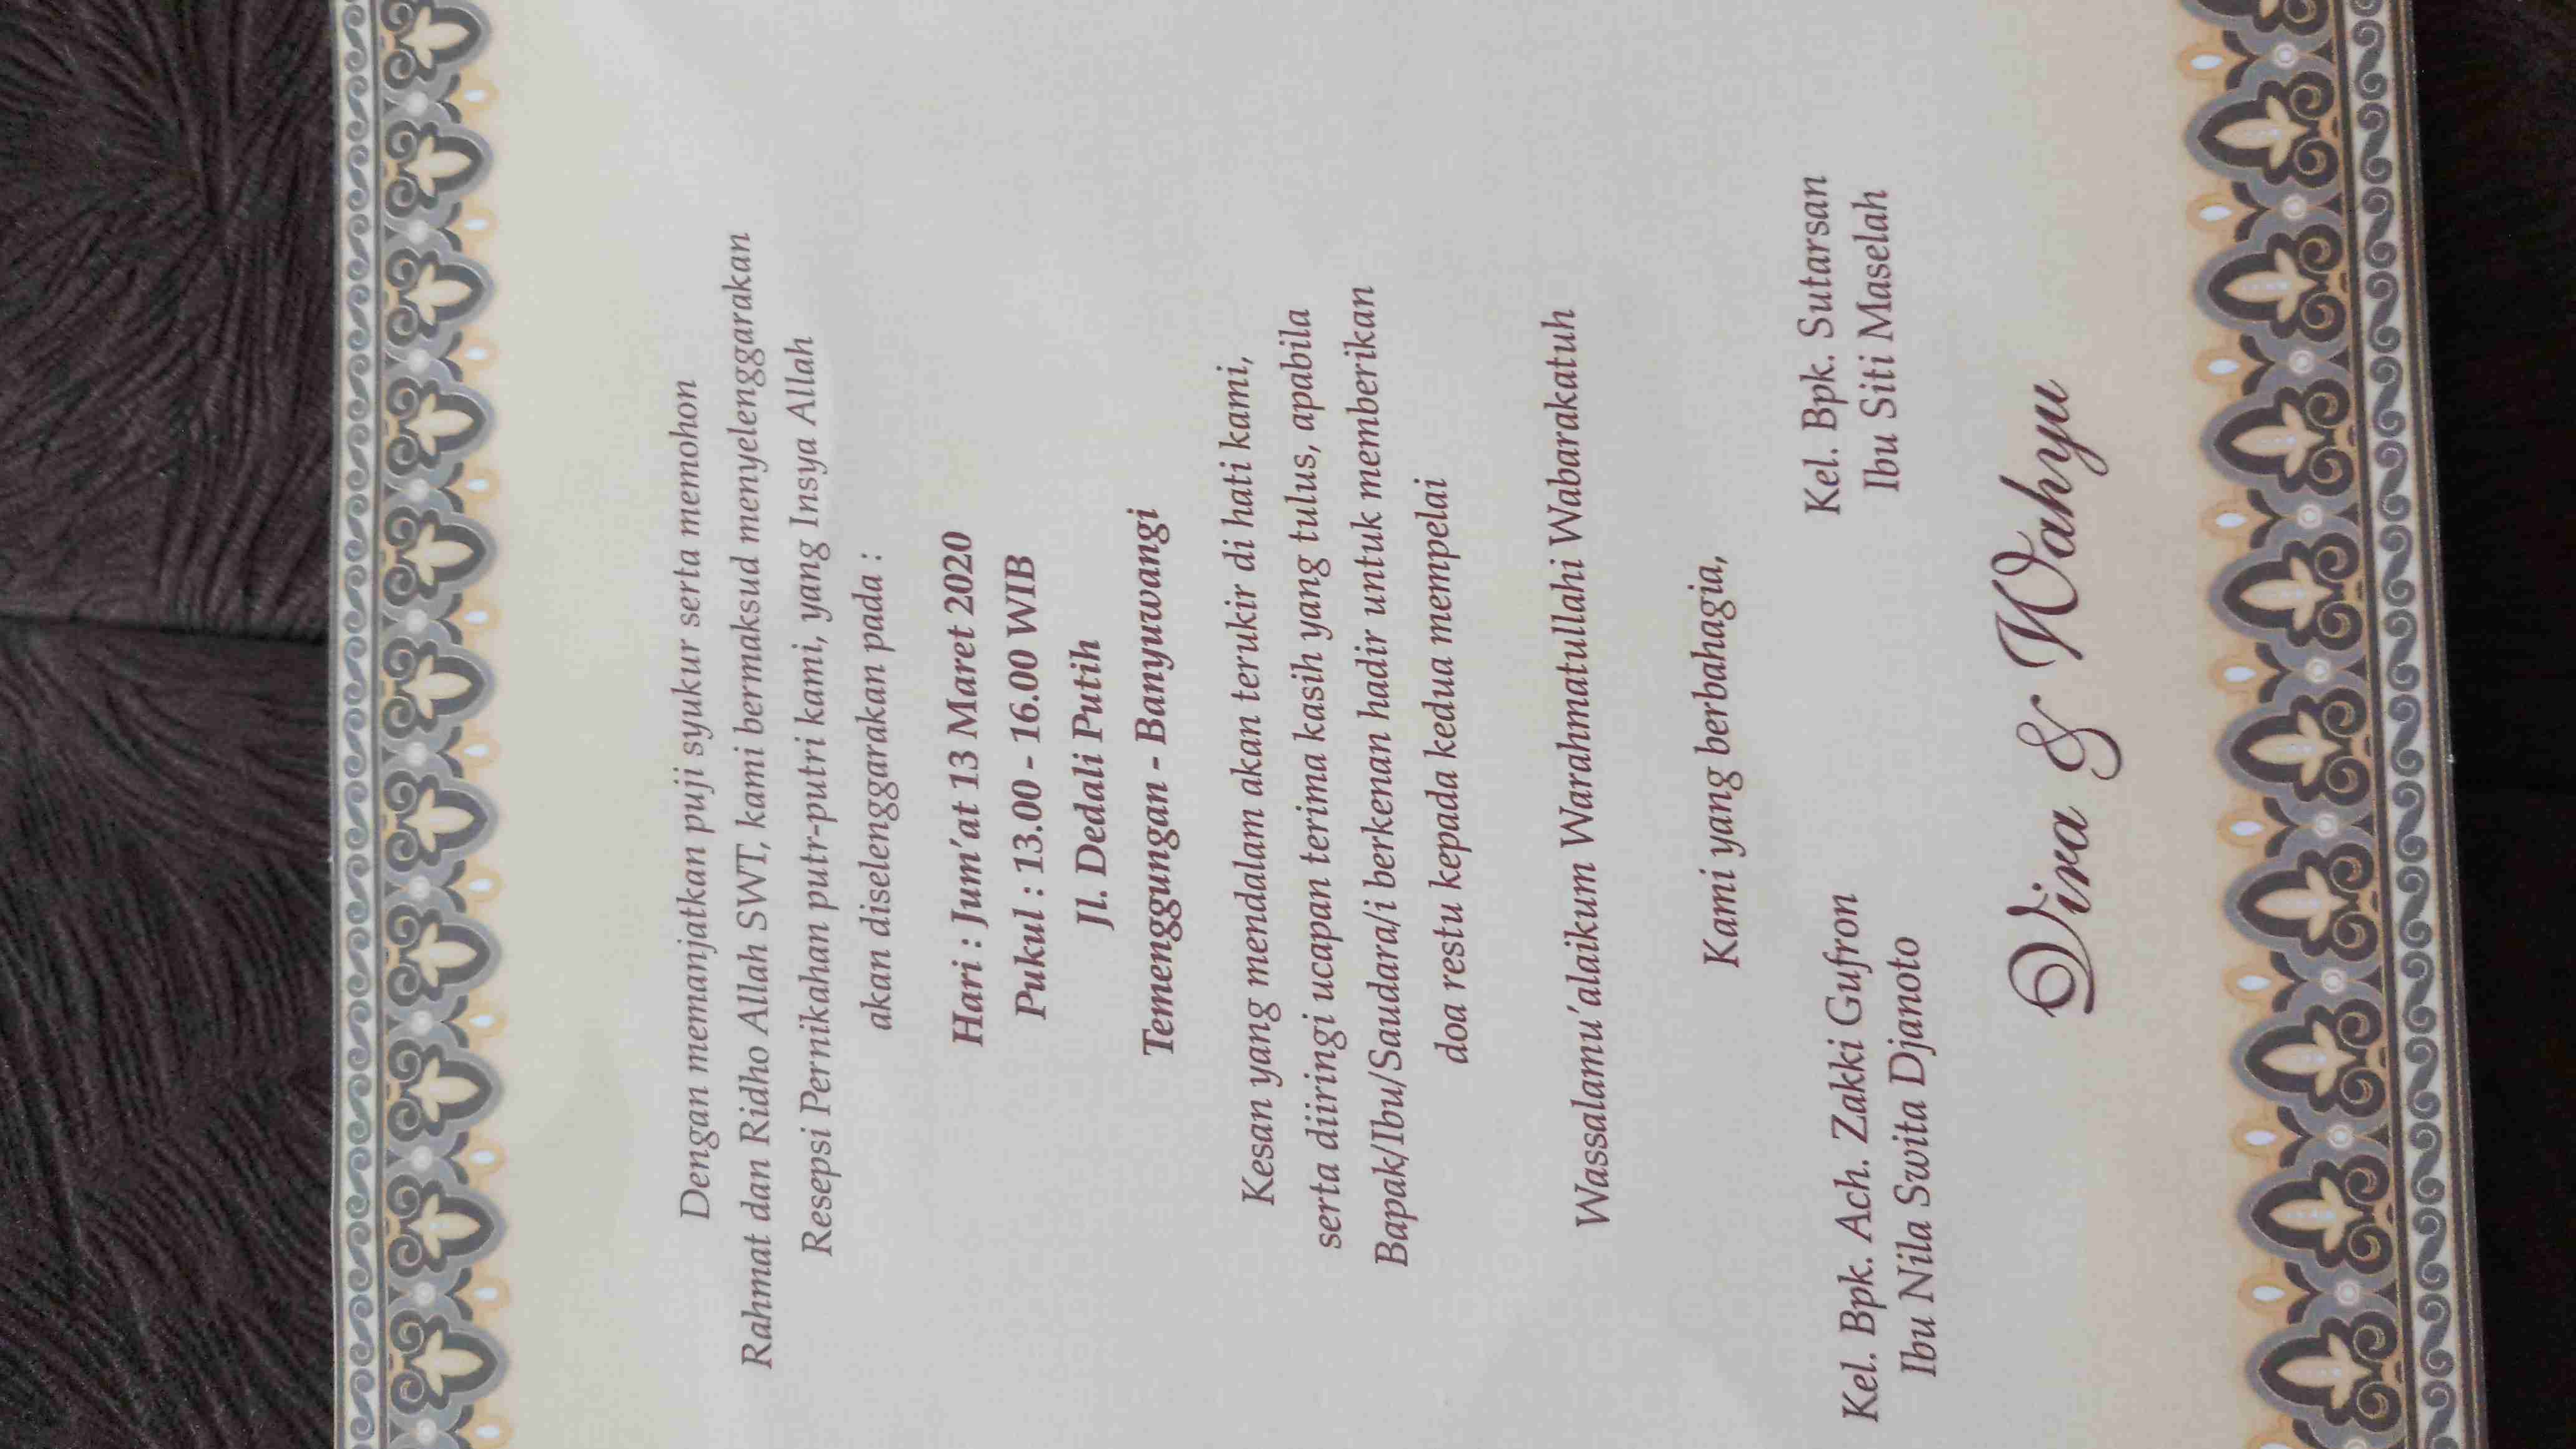 Dengan memanjatkan puji syukur serta memohon
Rahmat dan Ridho Allah SWT, kami bermaksud menyelenggarakan
Resepsi Pernikahan putr-putri kami, yang Insya Allah
akan diselenggarakan pada :
Hari : Jum'at 13 Maret 2020
Pukul : 13.00 - 16.00 WIB
Jl. Dedali Putih
Temenggungan - Banyuwangi
Kesan yang mendalam akan terukir di hati kami,
serta diiringi ucapan terima kasih yang tulus, apabila
Bapak/Ibu/Saudara/i berkenan hadir untuk memberikan
doa restu kepada kedua mempelai
Wassalamu'alaikum Warahmatullahi Wabarakatuh
Kami yang berbahagia,
Kel. Bpk. Ach. Zakki Gufron
Ibu Nila Swita Djanoto
Kel. Bpk. Sutarsan
Ibu Siti Maselah
Vira & Wahyu